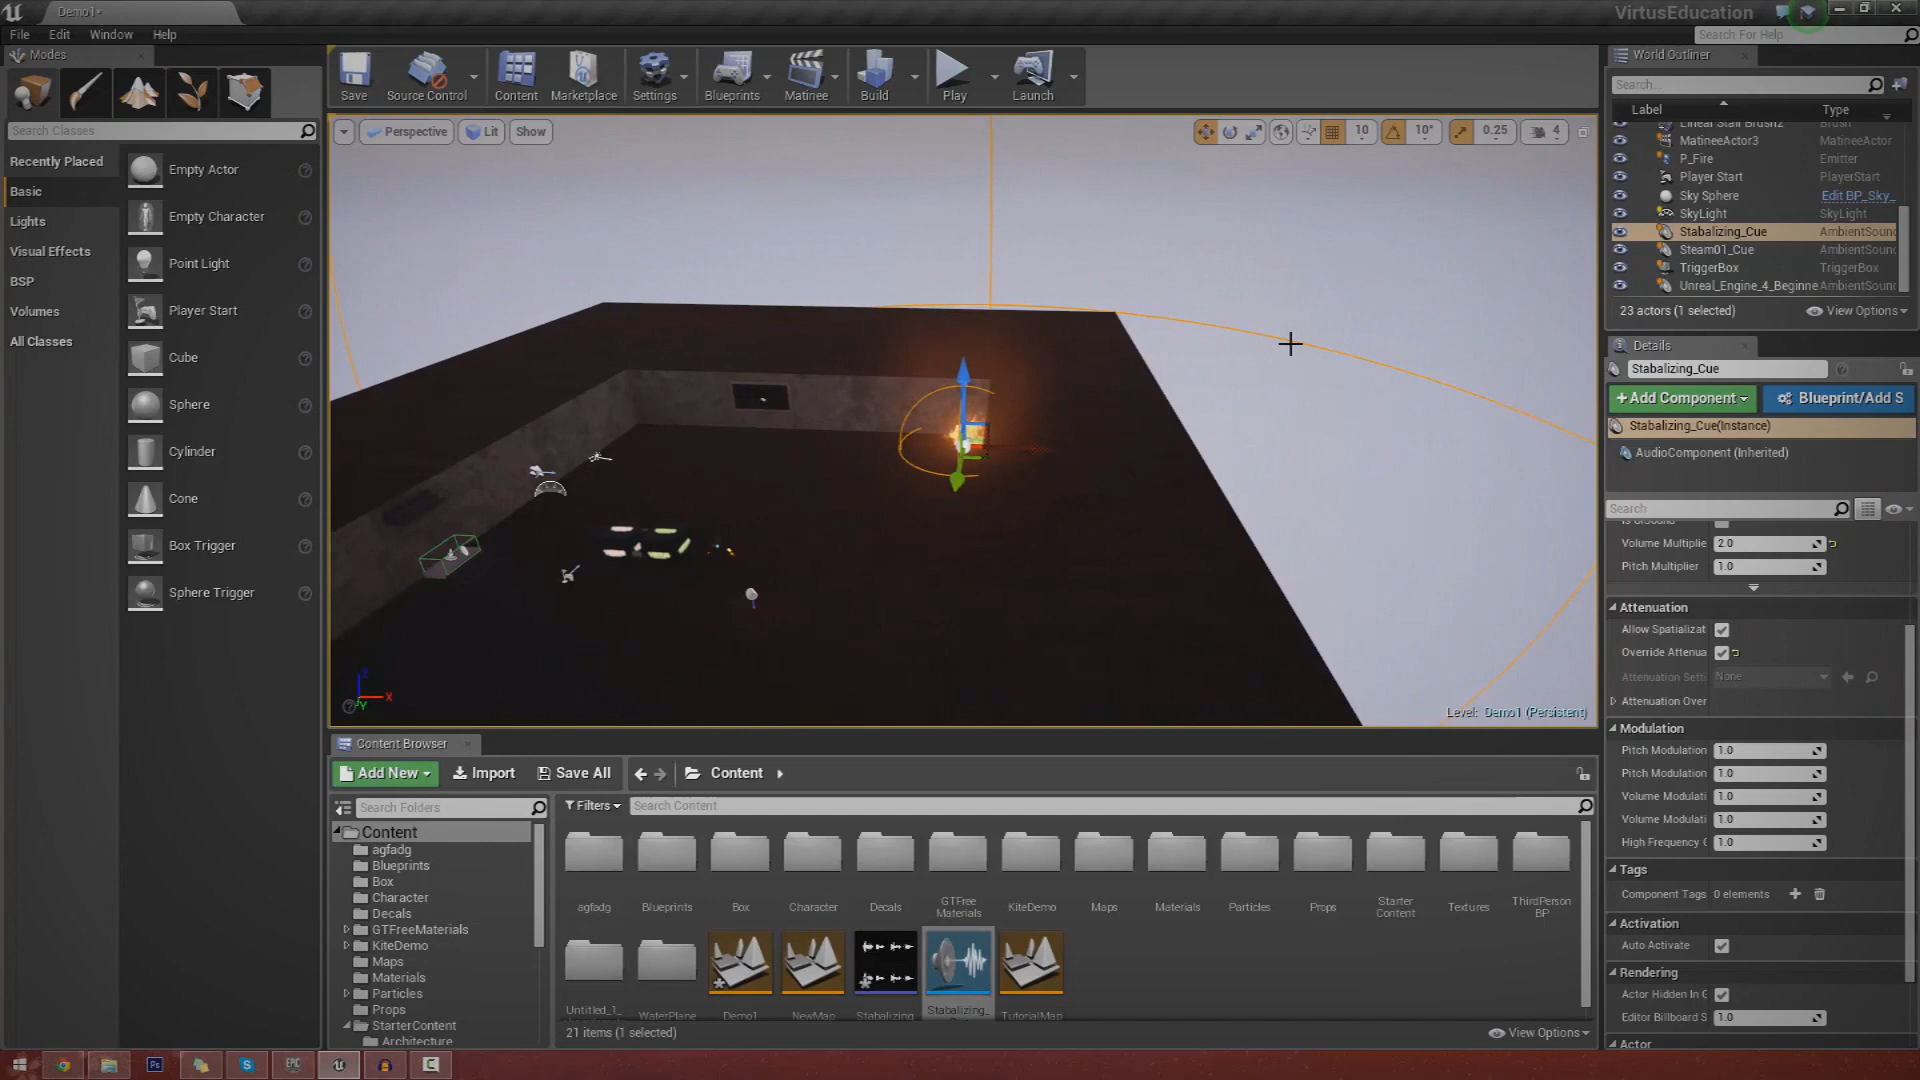 Demo1*
VirtusEducation
File Edit Window Help
Search For Help
Modes
Search Classes
Recently Placed
Basic
Lights
Visual Effects
BSP
Volumes
All Classes
Empty Actor
Empty Character
Point Light
Player Start
Cube
Sphere
Cylinder
Cone
Box Trigger
Sphere Trigger
Save Source Control Content Marketplace Settings Blueprints Matinee Build Play Launch
Perspective Lit Show
10 10° 0.25 4
Z
X
Y
Level: Demo1 (Persistent)
World Outliner
Search...
Label Type
Linear Stair Brush2 Brush
MatineeActor3 MatineeActor
P_Fire Emitter
Player Start PlayerStart
Sky Sphere Edit BP_Sky_
SkyLight SkyLight
Stabalizing_Cue AmbientSound
Steam01_Cue AmbientSound
TriggerBox TriggerBox
Unreal_Engine_4_Beginne AmbientSound
23 actors (1 selected) View Options
Details
Stabalizing_Cue
+Add Component Blueprint/Add S
Stabalizing_Cue(Instance)
AudioComponent (Inherited)
Search
Is UI Sound
Volume Multiplie 2.0
Pitch Multiplier 1.0
Attenuation
Allow Spatializat
Override Attenua
Attenuation Setti None
Attenuation Over
Modulation
Pitch Modulation 1.0
Pitch Modulation 1.0
Volume Modulati 1.0
Volume Modulati 1.0
High Frequency G 1.0
Tags
Component Tags 0 elements
Activation
Auto Activate
Rendering
Actor Hidden In G
Editor Billboard S 1.0
Actor
Content Browser
Add New Import Save All Content
Search Folders
Filters Search Content
Content
agfadg
Blueprints
Box
Character
Decals
GTFreeMaterials
KiteDemo
Maps
Materials
Particles
Props
StarterContent
Architecture
agfadg Blueprints Box Character Decals GTFree Materials KiteDemo Maps Materials Particles Props Starter Content Textures ThirdPerson BP
Untitled_1_ WaterPlane Demo1 NewMap Stabalizing Stabalizing_ TutorialMap
21 items (1 selected) View Options